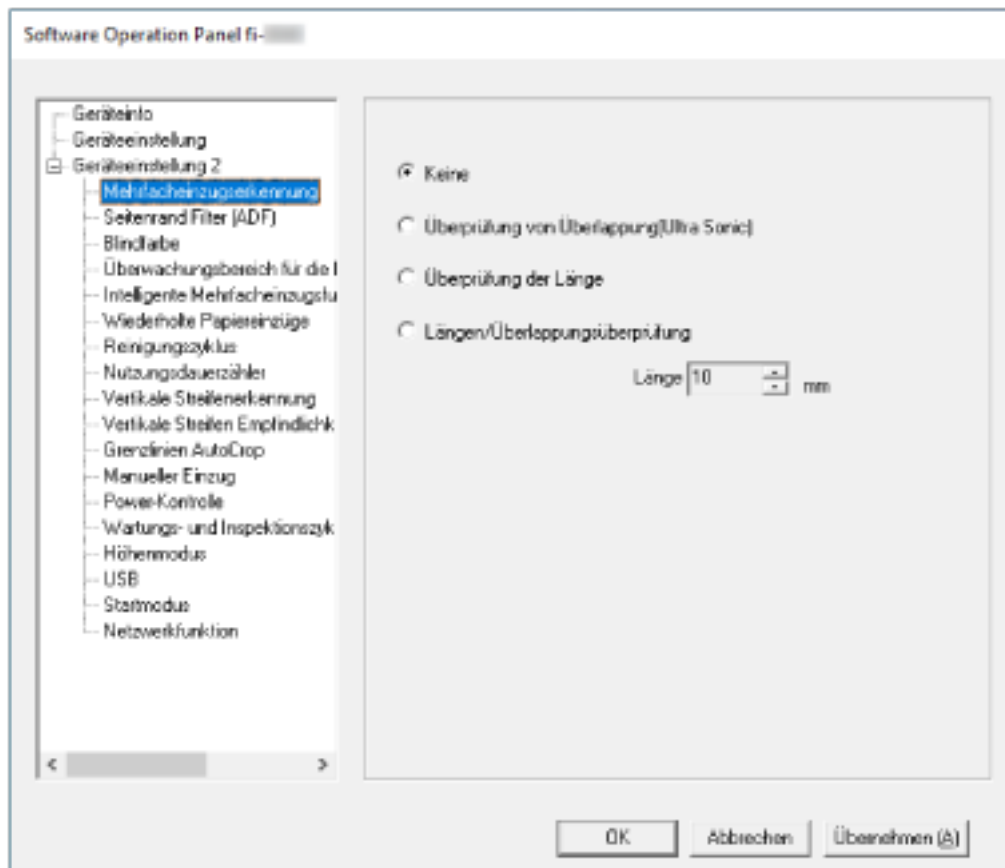 Software Operation Panel fi-
Geräteinfo
Geräteeinstellung
Geräteeinstellung 2
Mehrfacheinzugserkennung
Seitenrand Filter (ADF)
Blindfarbe
Überwachungsbereich für die
Intelligente Mehrfacheinzugsfu
Wiederholte Papiereinzüge
Reinigungszyklus
Nutzungsdauerzähler
Vertikale Streifenerkennung
Vertikale Streifen Empfindlichk
Grenzlinien AutoCrop
Manueller Einzug
Power-Kontrolle
Wartungs- und Inspektionszyk
Höhenmodus
USB
Startmodus
Netzwerkfunktion
Keine
Überprüfung von Überlappung(Ultra Sonic)
Überprüfung der Länge
Längen/Überlappungsüberprüfung
Länge 10 mm
OK Abbrechen Übernehmen (A)